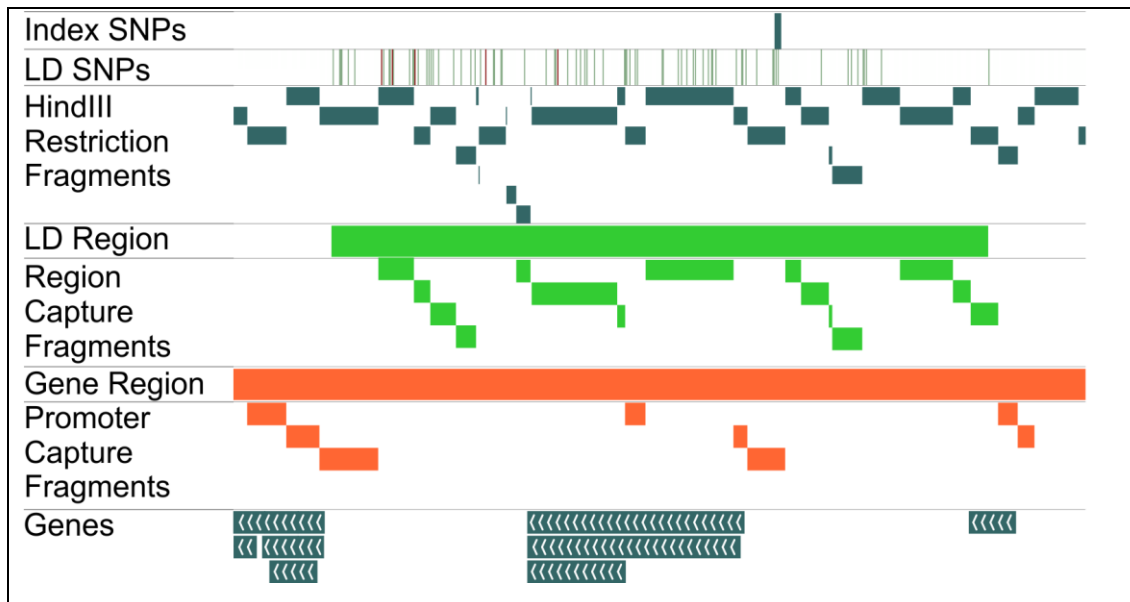 Index SNPs
LD SNPs
HindIII
Restriction
Fragments
LD Region
Region
Capture
Fragments
Gene Region
Promoter
Capture
Fragments
Genes